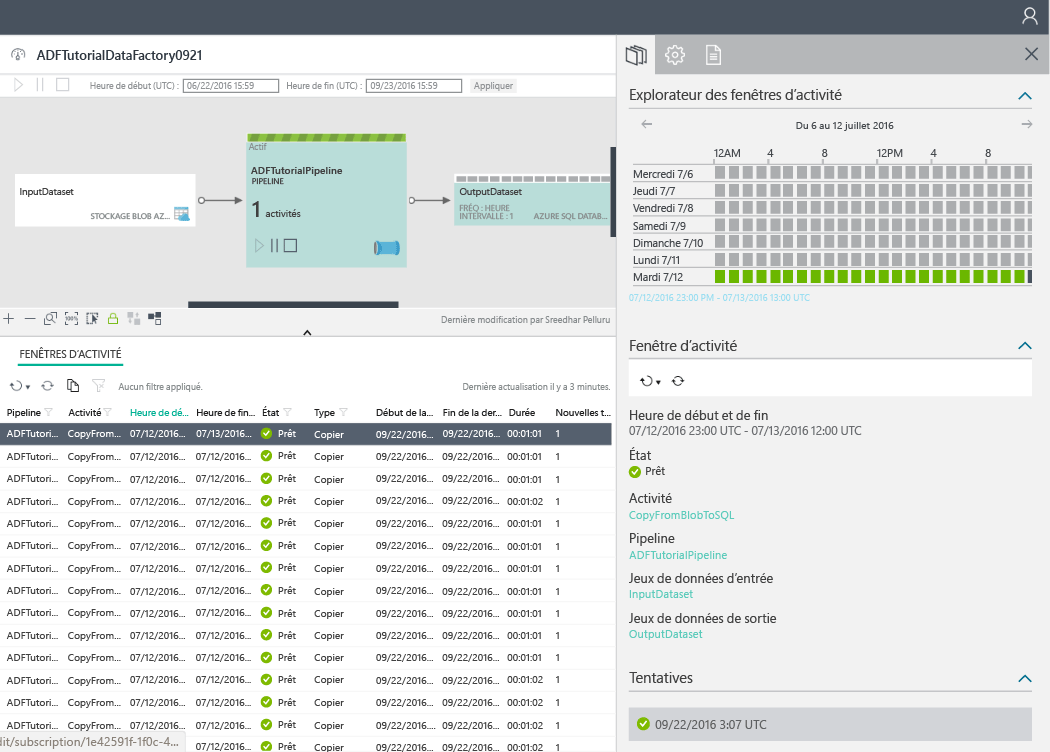 ADFTutorialDataFactory0921
Heure de début (UTC) : 06/22/2016 15:59 Heure de fin (UTC) : 09/23/2016 15:59 Appliquer
InputDataset
STOCKAGE BLOB AZ...
Actif
ADFTutorialPipeline
PIPELINE
1 activités
OutputDataset
FRÉQ : HEURE
INTERVALLE : 1 AZURE SQL DATAB...
100%
Dernière modification par Sreedhar Pelluru
FENÊTRES D'ACTIVITÉ
Aucun filtre appliqué. Dernière actualisation il y a 3 minutes.
Pipeline Activité Heure de dé... Heure de fin... État Type Début de la... Fin de la der... Durée Nouvelles t...
ADFTutori... CopyFrom... 07/12/2016... 07/13/2016... Prêt Copier 09/22/2016... 09/22/2016... 00:01:01 1
ADFTutori... CopyFrom... 07/12/2016... 07/12/2016... Prêt Copier 09/22/2016... 09/22/2016... 00:01:01 1
ADFTutori... CopyFrom... 07/12/2016... 07/12/2016... Prêt Copier 09/22/2016... 09/22/2016... 00:01:01 1
ADFTutori... CopyFrom... 07/12/2016... 07/12/2016... Prêt Copier 09/22/2016... 09/22/2016... 00:01:02 1
ADFTutori... CopyFrom... 07/12/2016... 07/12/2016... Prêt Copier 09/22/2016... 09/22/2016... 00:01:01 1
ADFTutori... CopyFrom... 07/12/2016... 07/12/2016... Prêt Copier 09/22/2016... 09/22/2016... 00:01:01 1
ADFTutori... CopyFrom... 07/12/2016... 07/12/2016... Prêt Copier 09/22/2016... 09/22/2016... 00:01:01 1
ADFTutori... CopyFrom... 07/12/2016... 07/12/2016... Prêt Copier 09/22/2016... 09/22/2016... 00:01:02 1
ADFTutori... CopyFrom... 07/12/2016... 07/12/2016... Prêt Copier 09/22/2016... 09/22/2016... 00:01:01 1
ADFTutori... CopyFrom... 07/12/2016... 07/12/2016... Prêt Copier 09/22/2016... 09/22/2016... 00:01:01 1
ADFTutori... CopyFrom... 07/12/2016... 07/12/2016... Prêt Copier 09/22/2016... 09/22/2016... 00:01:01 1
ADFTutori... CopyFrom... 07/12/2016... 07/12/2016... Prêt Copier 09/22/2016... 09/22/2016... 00:01:02 1
ADFTutori... CopyFrom... 07/12/2016... 07/12/2016... Prêt Copier 09/22/2016... 09/22/2016... 00:01:02 1
ADFTutori... CopyFrom... 07/12/2016... 07/12/2016... Prêt Copier 09/22/2016... 09/22/2016... 00:01:02 1
dit/subscription/1e42591f-1f0c-4... 07/12/2016... Prêt Copier 09/22/2016... 09/22/2016... 00:01:01 1
Explorateur des fenêtres d'activité
Du 6 au 12 juillet 2016
12AM 4 8 12PM 4 8
Mercredi 7/6
Jeudi 7/7
Vendredi 7/8
Samedi 7/9
Dimanche 7/10
Lundi 7/11
Mardi 7/12
07/12/2016 23:00 PM - 07/13/2016 13:00 UTC
Fenêtre d'activité
Heure de début et de fin
07/12/2016 23:00 UTC - 07/13/2016 12:00 UTC
État
Prêt
Activité
CopyFromBlobToSQL
Pipeline
ADFTutorialPipeline
Jeux de données d'entrée
InputDataset
Jeux de données de sortie
OutputDataset
Tentatives
09/22/2016 3:07 UTC